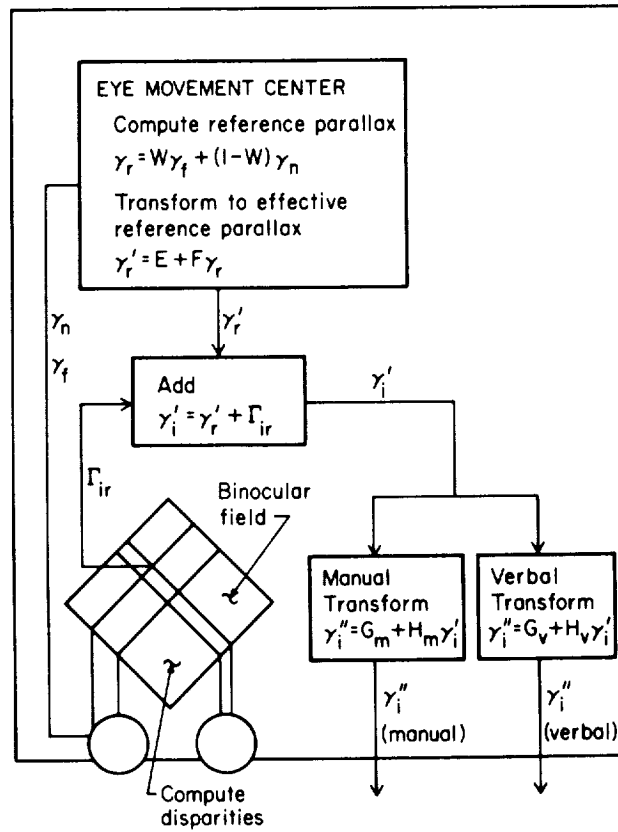 EYE MOVEMENT CENTER
Compute reference parallax
γr = Wγf + (I-W) γn
Transform to effective
reference parallax
γr' = E + Fγr
γn
γf
γr'
Add
γi' = γr' + Γir
γi'
Γir
Binocular
field
τ
τ
Manual
Transform
γi'' = Gm + Hmγi'
Verbal
Transform
γi'' = Gv + Hvγi'
γi''
(manual)
γi''
(verbal)
Compute
disparities